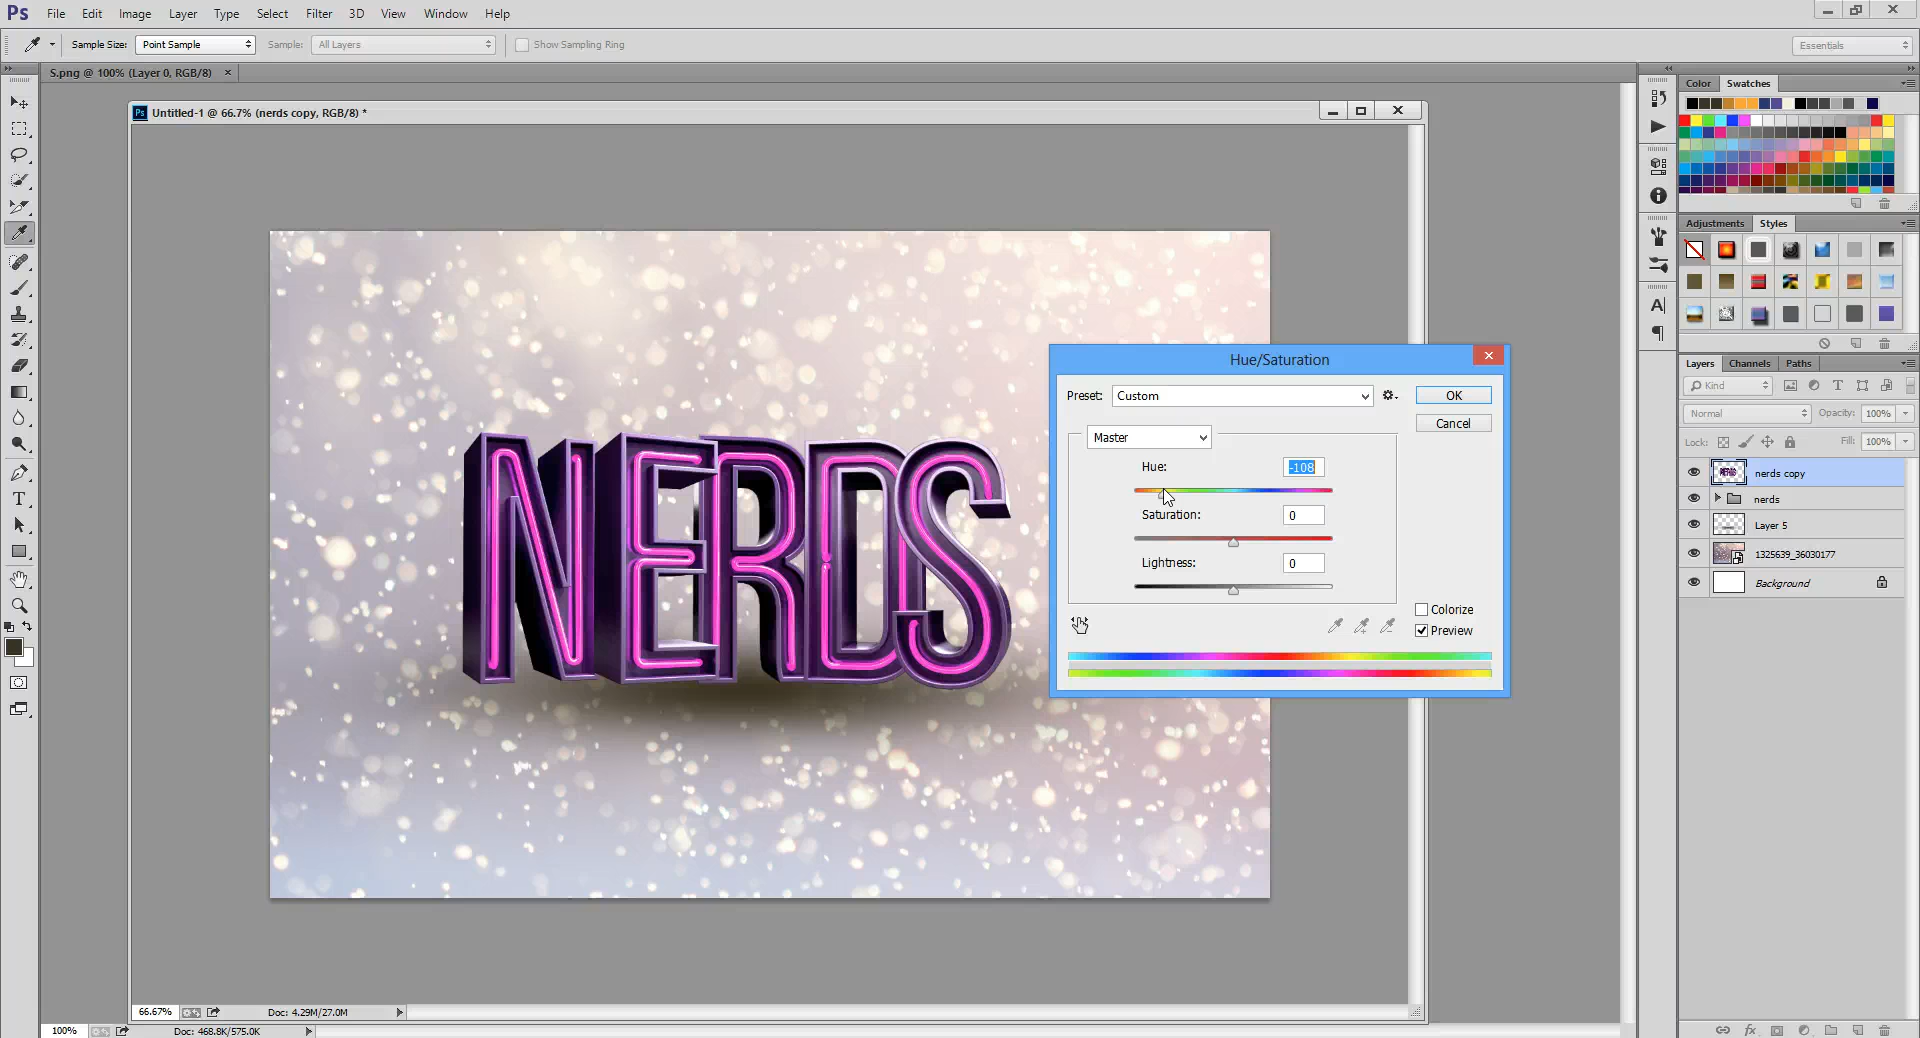 Ps File Edit Image Layer Type Select Filter 3D View Window Help
Sample Size: Point Sample Sample: All Layers Show Sampling Ring Essentials
S.png @ 100% (Layer 0, RGB/8) ×
Color Swatches
Ps Untitled-1 @ 66.7% (nerds copy, RGB/8) *
Adjustments Styles
NERDS
Hue/Saturation
Preset: Custom OK
Cancel
Master
Hue: -108
Saturation: 0
Lightness: 0
Colorize
Preview
Layers Channels Paths
Kind
Normal Opacity: 100%
Lock: Fill: 100%
nerds copy
nerds
Layer 5
1325639_36030177
Background
66.67% Doc: 4.29M/27.0M
100% Doc: 468.8K/575.0K